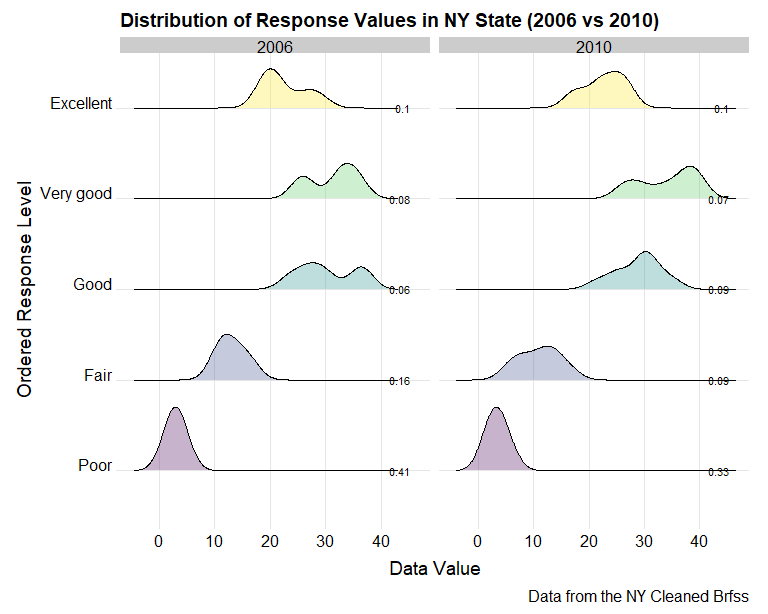 Distribution of Response Values in NY State (2006 vs 2010)
2006 2010
Excellent 0.1 0.1
Very good 0.08 0.07
Good 0.06 0.09
Fair 0.16 0.09
Poor 0.41 0.33
0 10 20 30 40 0 10 20 30 40
Data Value
Ordered Response Level
Data from the NY Cleaned Brfss